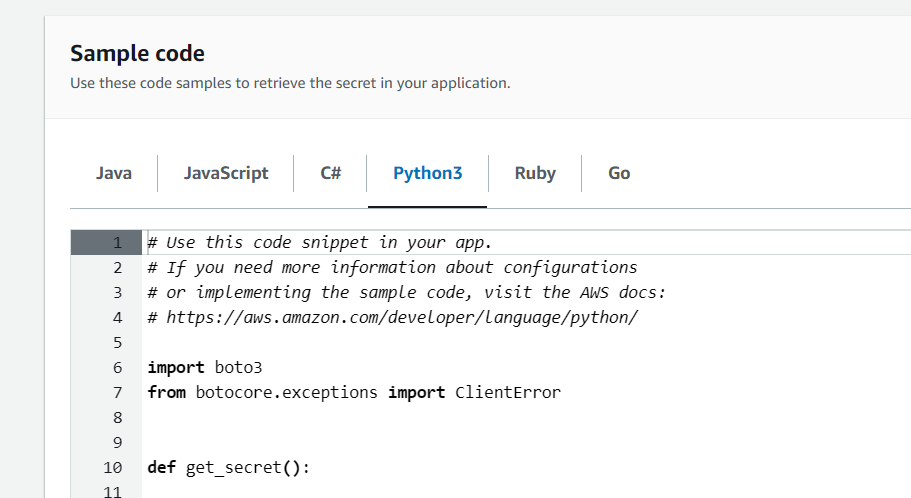 Sample code
Use these code samples to retrieve the secret in your application.
Java JavaScript C# Python3 Ruby Go
1 # Use this code snippet in your app.
2 # If you need more information about configurations
3 # or implementing the sample code, visit the AWS docs:
4 # https://aws.amazon.com/developer/language/python/
5
6 import boto3
7 from botocore.exceptions import ClientError
8
9
10 def get_secret():
11